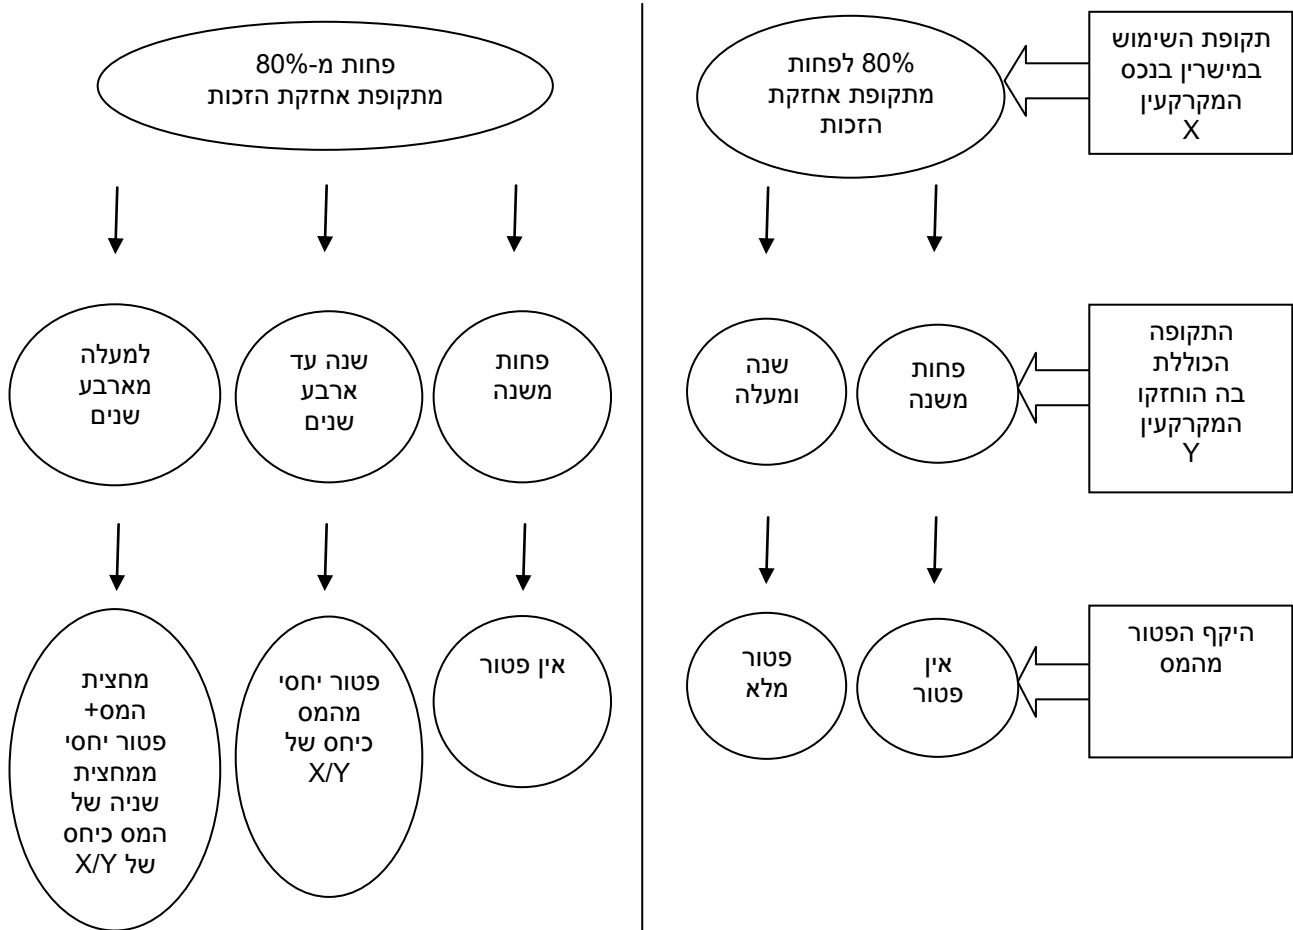 תקופת השימוש
במישרין בנכס
המקרקעין
X
80% לפחות
מתקופת אחזקת
הזכות
פחות מ-80%
מתקופת אחזקת הזכות
התקופה
הכוללת
בה הוחזקו
המקרקעין
Y
פחות
משנה
שנה
ומעלה
פחות
משנה
שנה עד
ארבע
שנים
למעלה
מארבע
שנים
היקף הפטור
מהמס
אין
פטור
פטור
מלא
אין פטור
פטור יחסי
מהמס
כיחס של
X/Y
מחצית
המס+
פטור יחסי
ממחצית
שניה של
המס כיחס
של X/Y